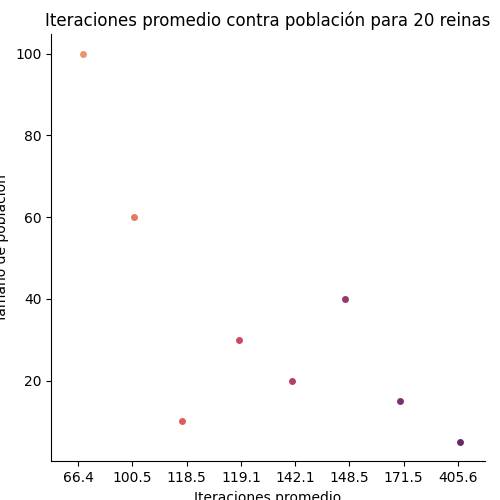 Iteraciones promedio contra población para 20 reinas
100
80
60
40
20
Tamaño de población
66.4 100.5 118.5 119.1 142.1 148.5 171.5 405.6
Iteraciones promedio